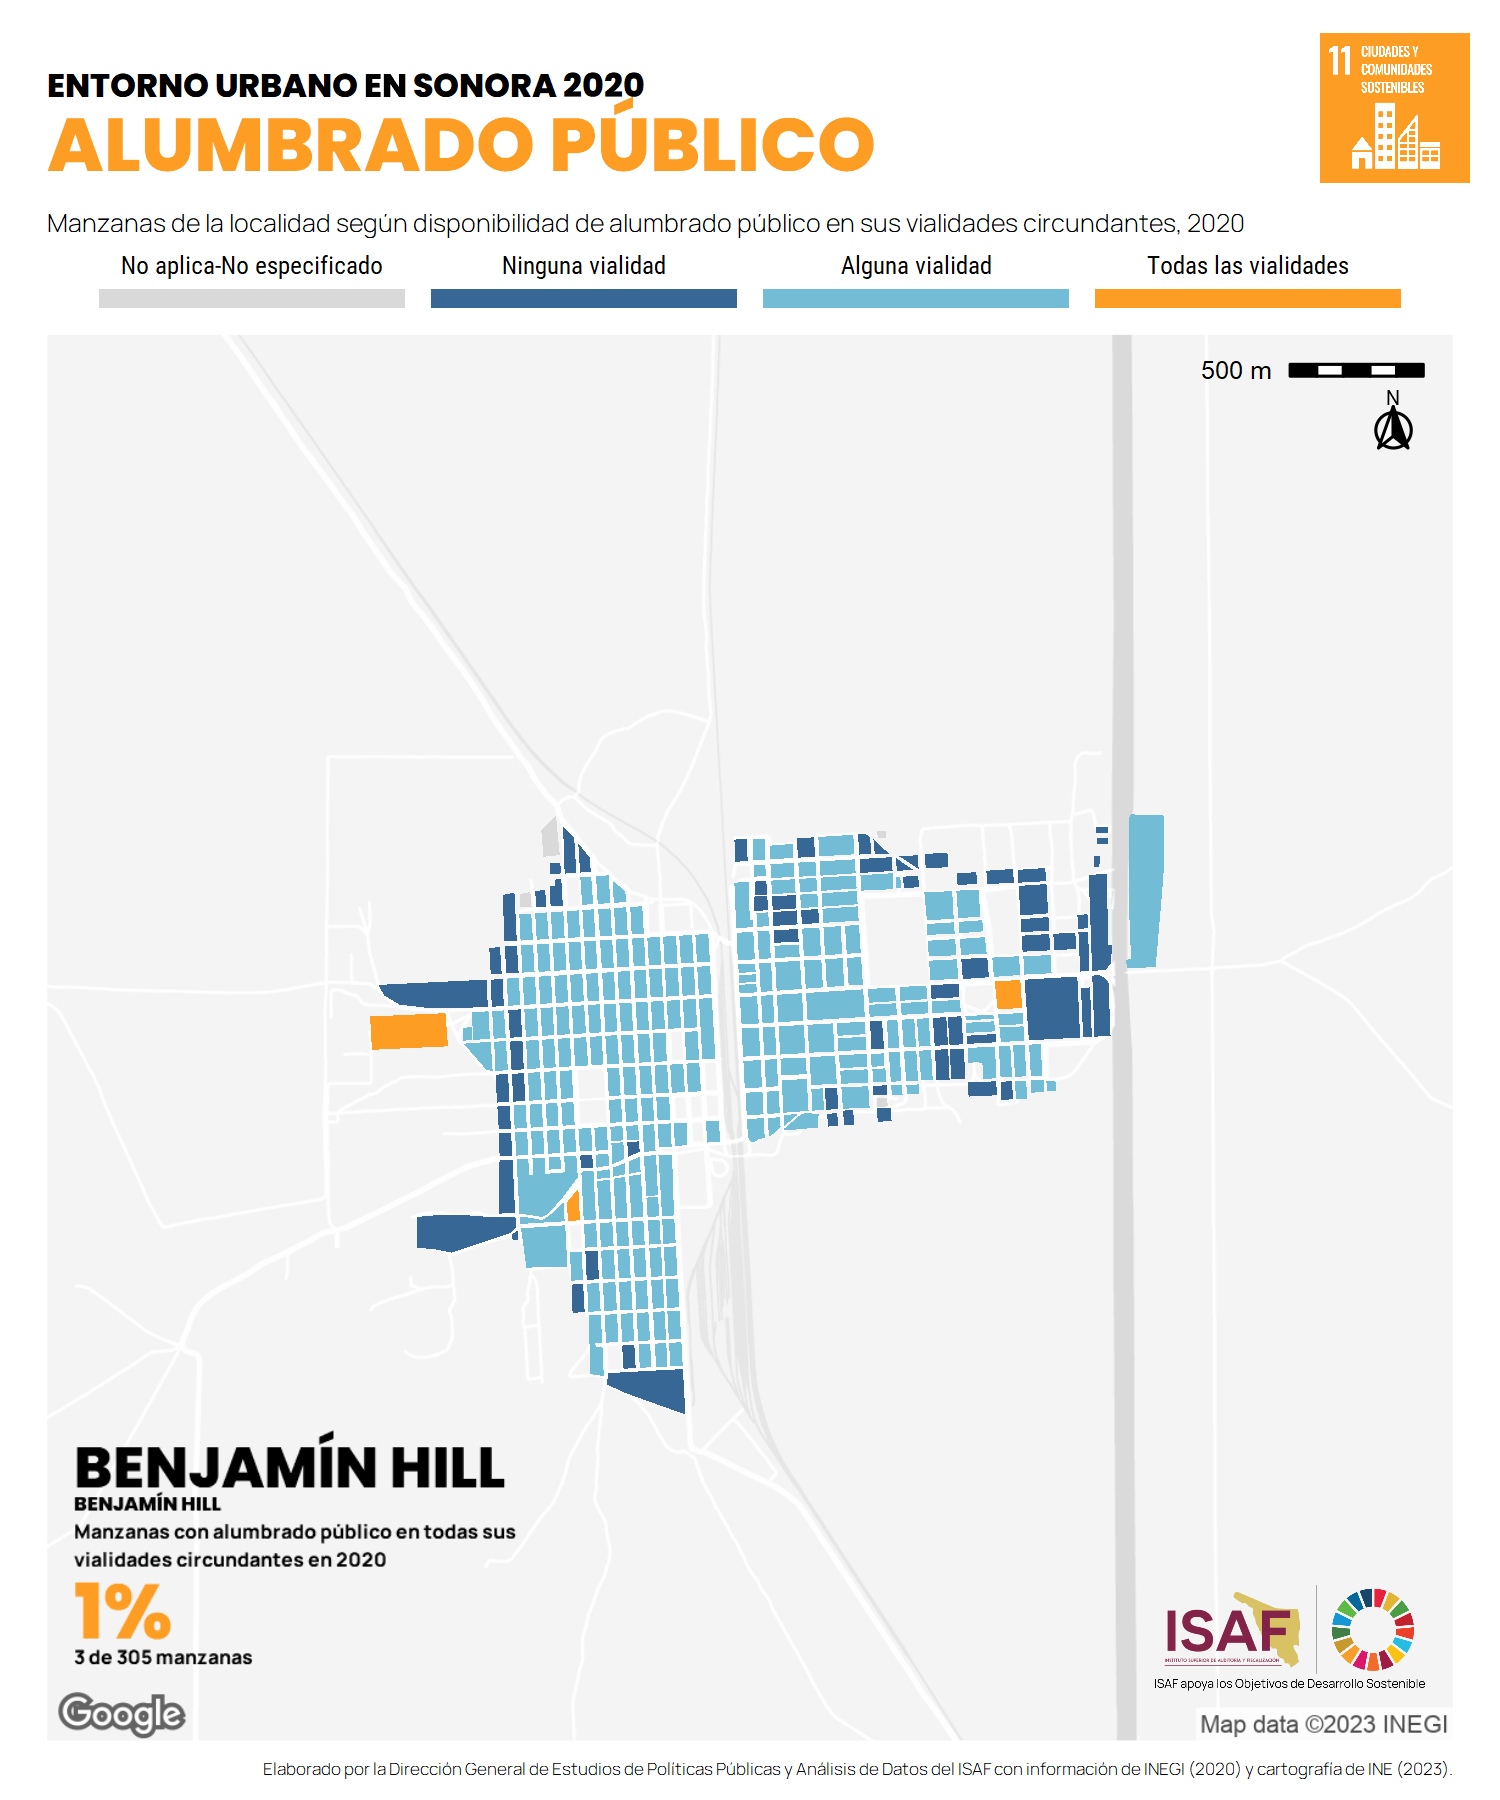 ENTORNO URBANO EN SONORA 2020
ALUMBRADO PÚBLICO
11 CIUDADES Y
COMUNIDADES
SOSTENIBLES
Manzanas de la localidad según disponibilidad de alumbrado público en sus vialidades circundantes, 2020
No aplica-No especificado
Ninguna vialidad
Alguna vialidad
Todas las vialidades
500 m
N
BENJAMÍN HILL
BENJAMÍN HILL
Manzanas con alumbrado público en todas sus
vialidades circundantes en 2020
1%
3 de 305 manzanas
ISAF
INSTITUTO SUPERIOR DE AUDITORÍA Y FISCALIZACIÓN
ISAF apoya los Objetivos de Desarrollo Sostenible
Google
Map data ©2023 INEGI
Elaborado por la Dirección General de Estudios de Políticas Públicas y Análisis de Datos del ISAF con información de INEGI (2020) y cartografía de INE (2023).